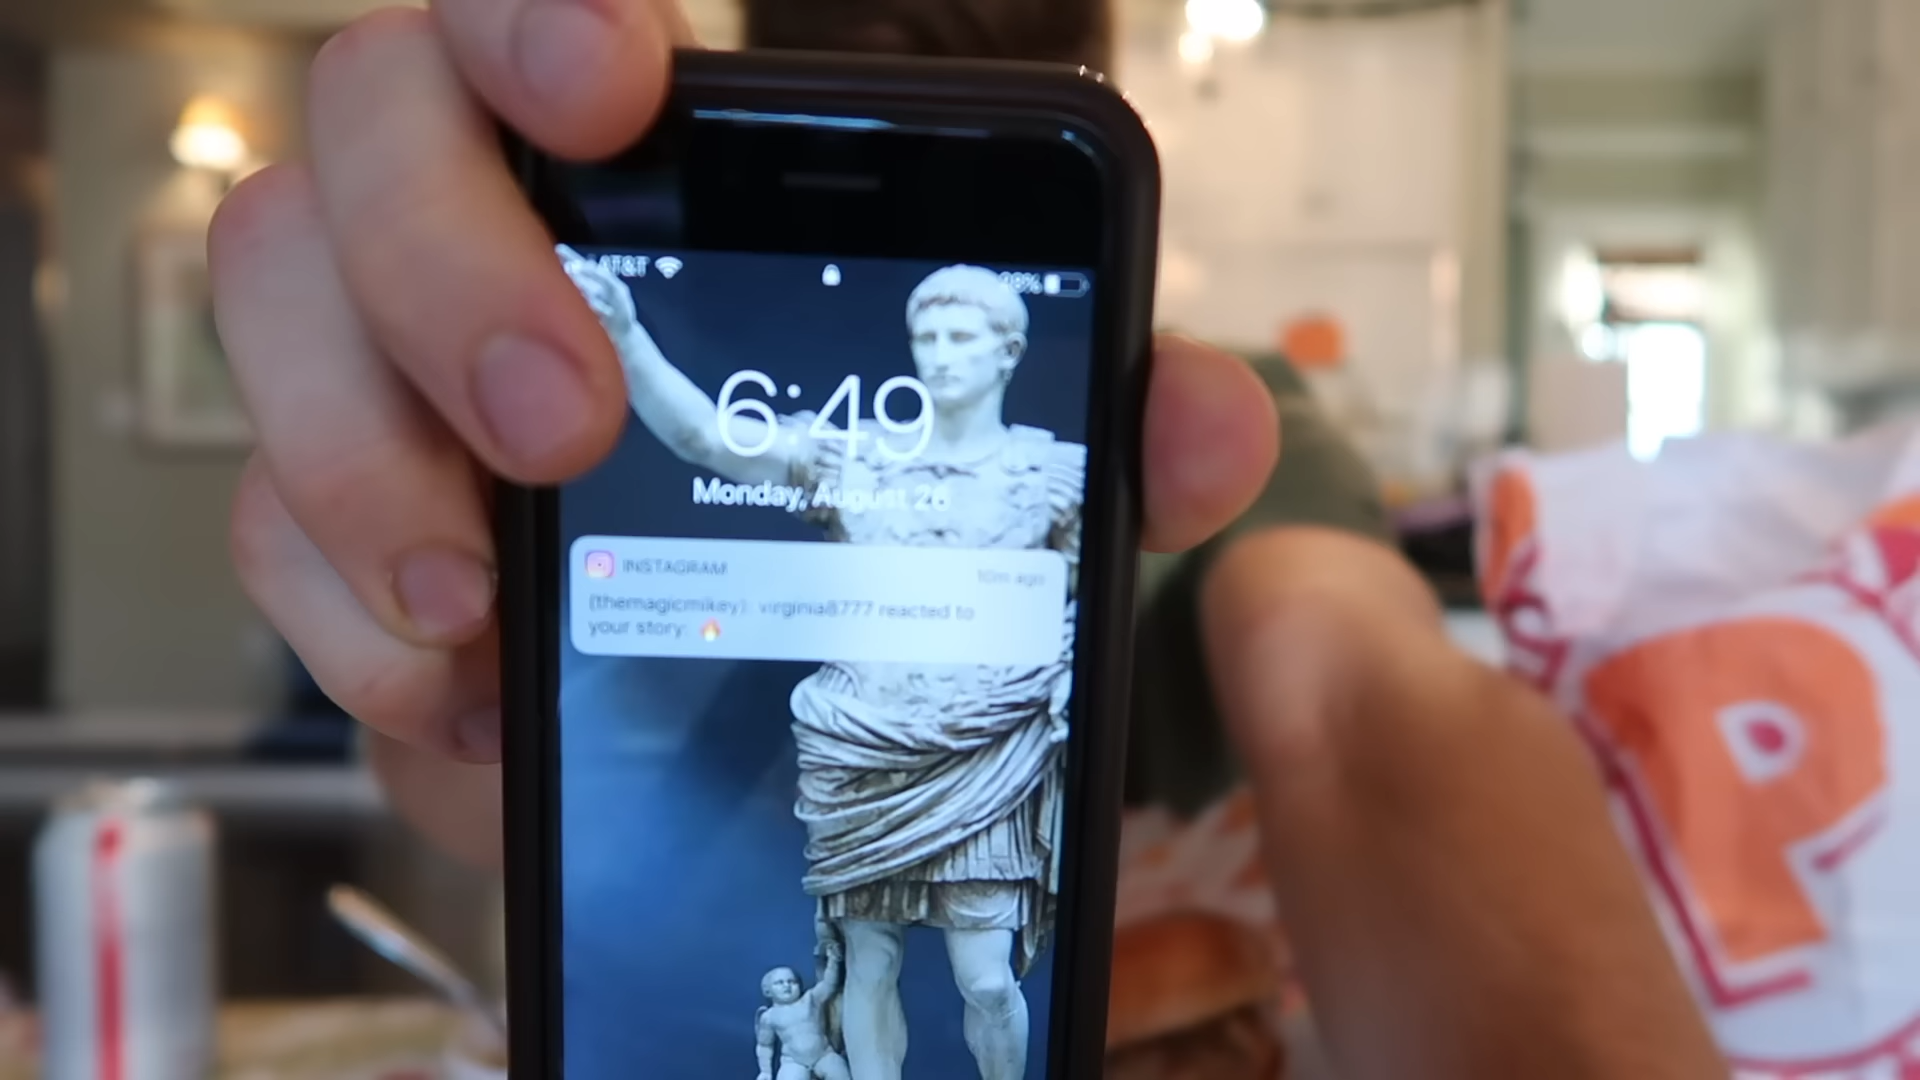 AT&T
6:49
Monday, August 26
INSTAGRAM
10m ago
(themagicmikey): virginia8777 reacted to
your story: 🔥
P